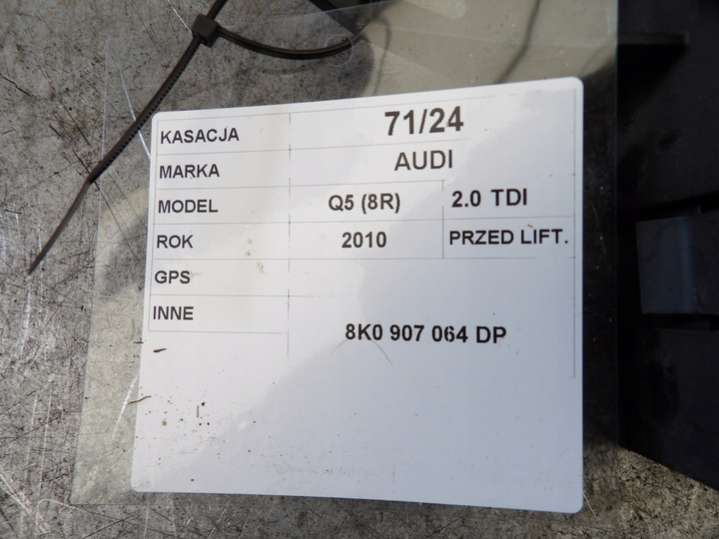 KASACJA 71/24
MARKA AUDI
MODEL Q5 (8R) 2.0 TDI
ROK 2010 PRZED LIFT.
GPS
INNE
8K0 907 064 DP